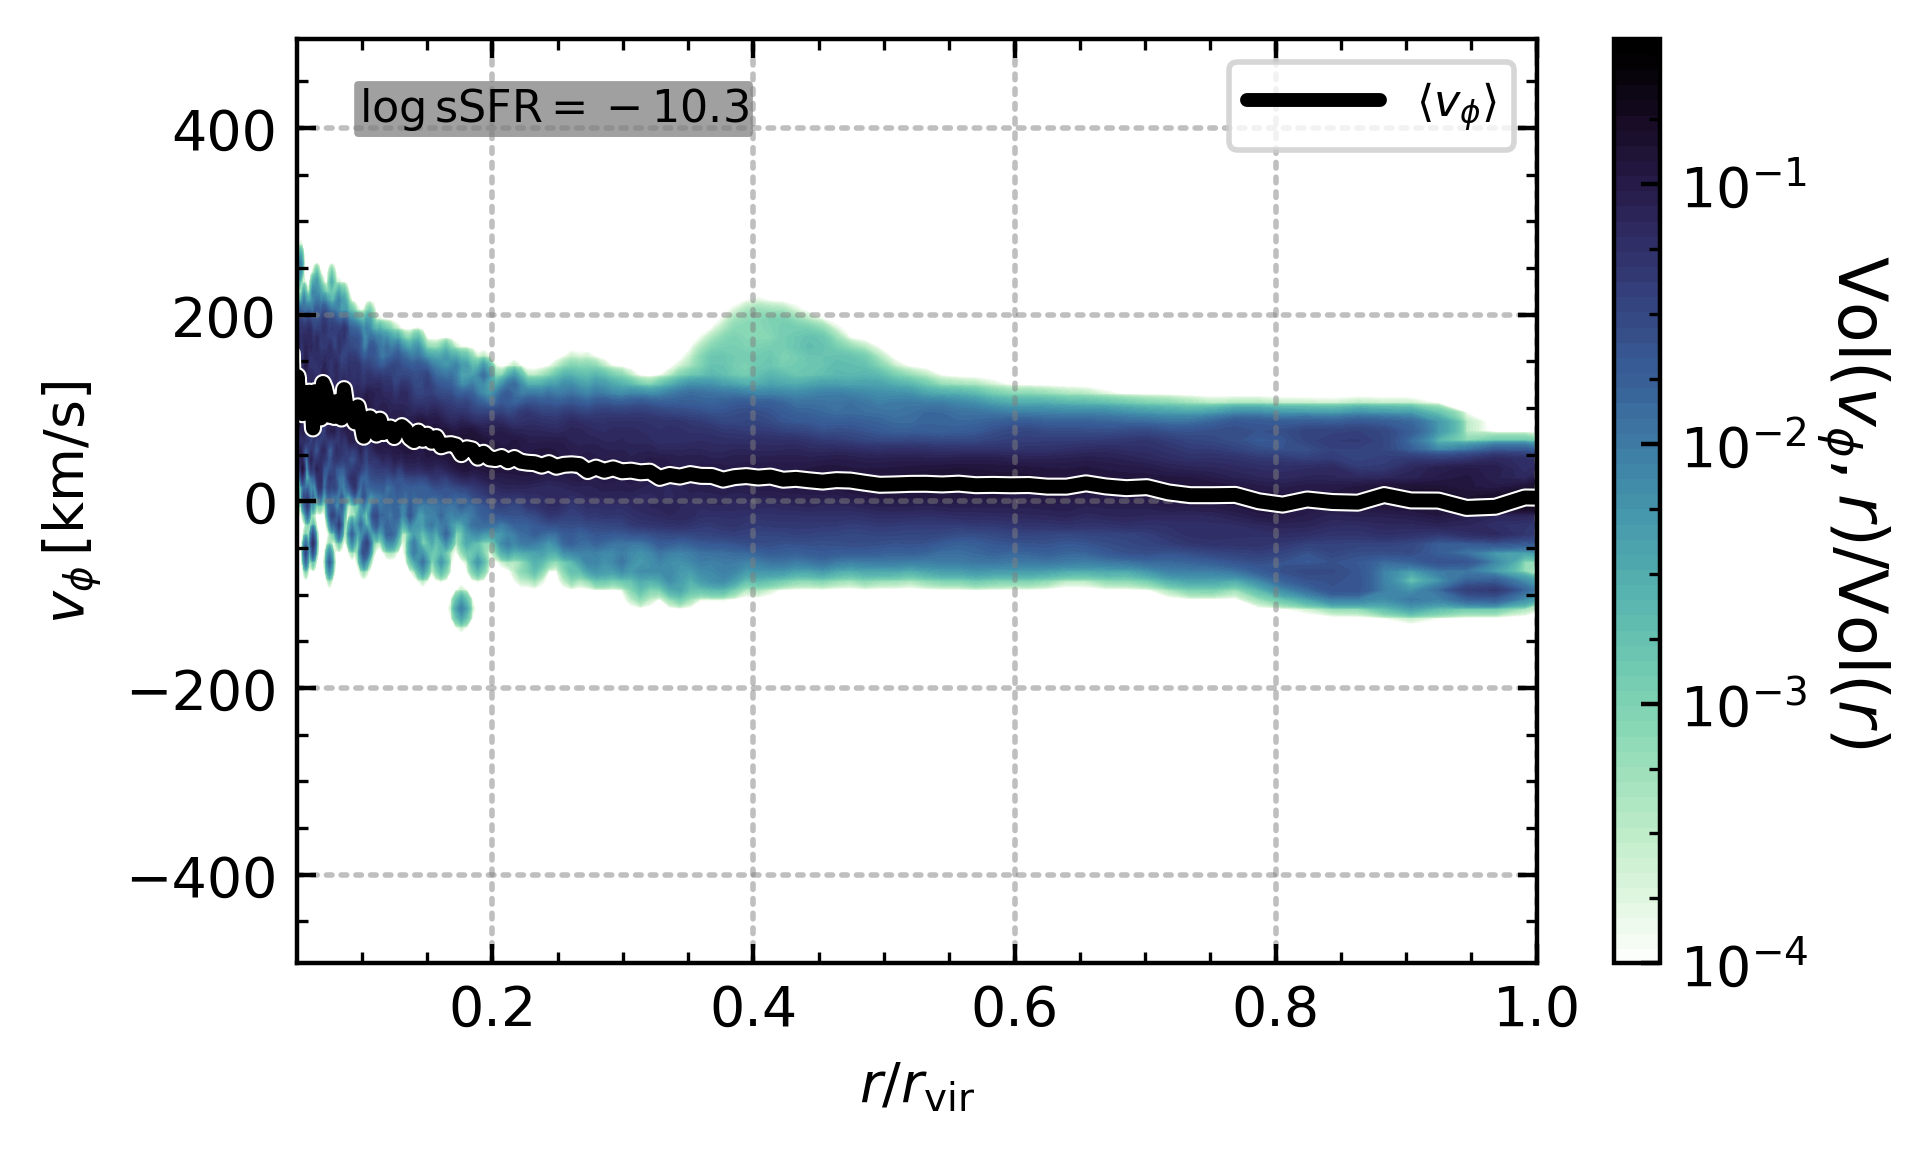 log sSFR = −10.3
⟨v_ϕ⟩
400
200
0
−200
−400
v_ϕ [km/s]
0.2 0.4 0.6 0.8 1.0
r/r_vir
10^−1
10^−2
10^−3
10^−4
Vol(v_ϕ, r)/Vol(r)